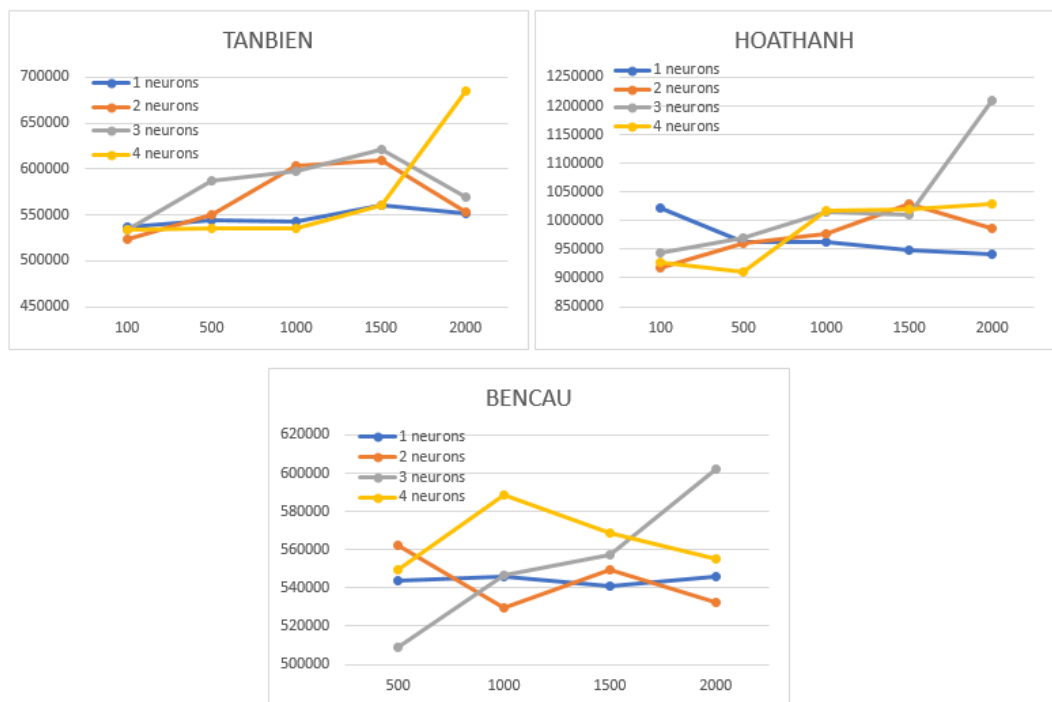 TANBIEN
700000
650000
600000
550000
500000
450000
1 neurons
2 neurons
3 neurons
4 neurons
100 500 1000 1500 2000
HOATHANH
1250000
1200000
1150000
1100000
1050000
1000000
950000
900000
850000
1 neurons
2 neurons
3 neurons
4 neurons
100 500 1000 1500 2000
BENCAU
620000
600000
580000
560000
540000
520000
500000
1 neurons
2 neurons
3 neurons
4 neurons
500 1000 1500 2000